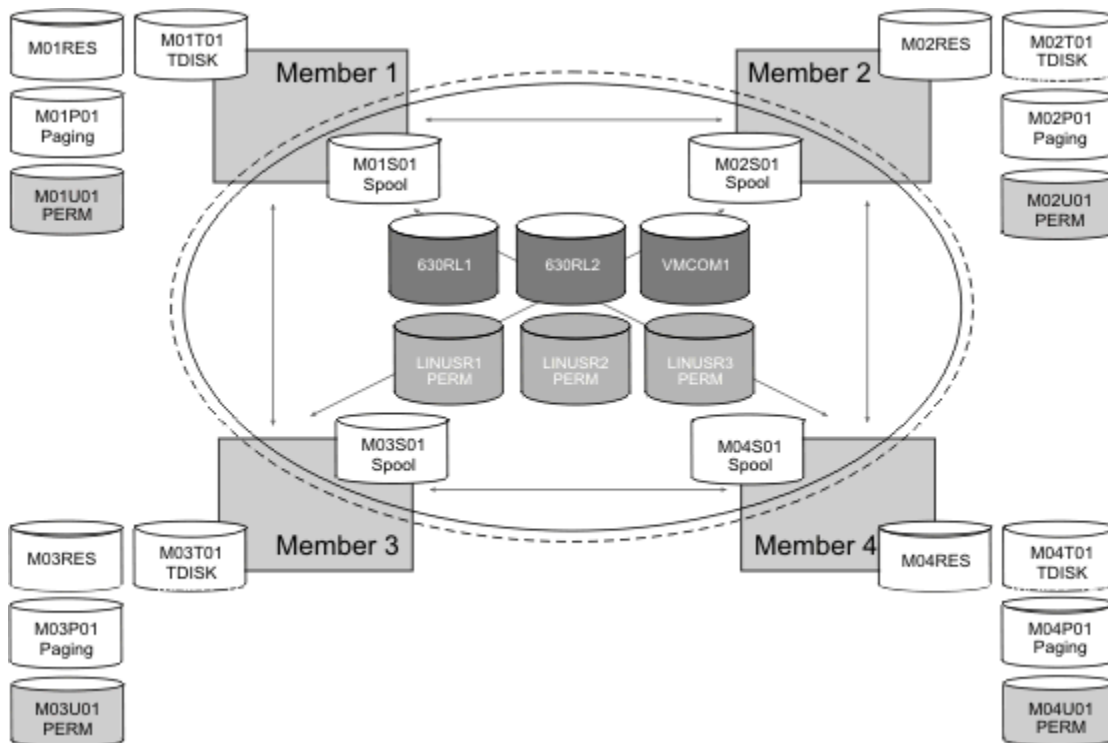 M01RES
M01T01
TDISK
Member 1
Member 2
M02RES
M02T01
TDISK
M01P01
Paging
M02P01
Paging
M01S01
Spool
M02S01
Spool
M01U01
PERM
M02U01
PERM
630RL1
630RL2
VMCOM1
LINUSR1
PERM
LINUSR2
PERM
LINUSR3
PERM
M03S01
Spool
M04S01
Spool
M03RES
M03T01
TDISK
Member 3
Member 4
M04RES
M04T01
TDISK
M03P01
Paging
M04P01
Paging
M03U01
PERM
M04U01
PERM